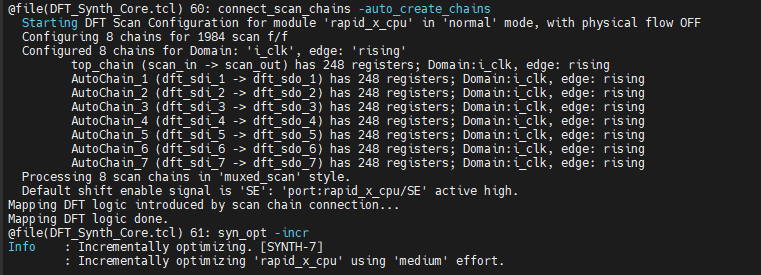 @file(DFT_Synth_Core.tcl) 60: connect_scan_chains -auto_create_chains
  Starting DFT Scan Configuration for module 'rapid_x_cpu' in 'normal' mode, with physical flow OFF
  Configuring 8 chains for 1984 scan f/f
  Configured 8 chains for Domain: 'i_clk', edge: 'rising'
        top_chain (scan_in -> scan_out) has 248 registers; Domain:i_clk, edge: rising
        AutoChain_1 (dft_sdi_1 -> dft_sdo_1) has 248 registers; Domain:i_clk, edge: rising
        AutoChain_2 (dft_sdi_2 -> dft_sdo_2) has 248 registers; Domain:i_clk, edge: rising
        AutoChain_3 (dft_sdi_3 -> dft_sdo_3) has 248 registers; Domain:i_clk, edge: rising
        AutoChain_4 (dft_sdi_4 -> dft_sdo_4) has 248 registers; Domain:i_clk, edge: rising
        AutoChain_5 (dft_sdi_5 -> dft_sdo_5) has 248 registers; Domain:i_clk, edge: rising
        AutoChain_6 (dft_sdi_6 -> dft_sdo_6) has 248 registers; Domain:i_clk, edge: rising
        AutoChain_7 (dft_sdi_7 -> dft_sdo_7) has 248 registers; Domain:i_clk, edge: rising
  Processing 8 scan chains in 'muxed_scan' style.
  Default shift enable signal is 'SE': 'port:rapid_x_cpu/SE' active high.
Mapping DFT logic introduced by scan chain connection...
Mapping DFT logic done.
@file(DFT_Synth_Core.tcl) 61: syn_opt -incr
Info    : Incrementally optimizing. [SYNTH-7]
        : Incrementally optimizing 'rapid_x_cpu' using 'medium' effort.